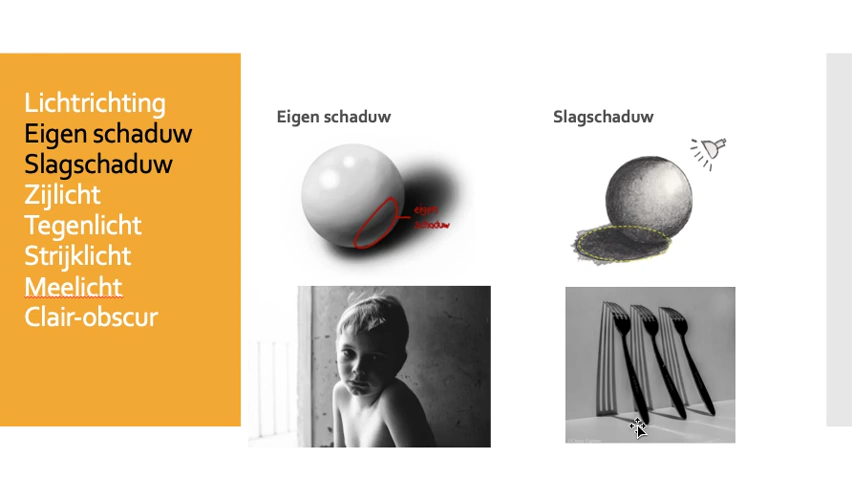 Lichtrichting
Eigen schaduw
Slagschaduw
Zijlicht
Tegenlicht
Strijklicht
Meelicht
Clair-obscur
Eigen schaduw
Slagschaduw
eigen
schaduw